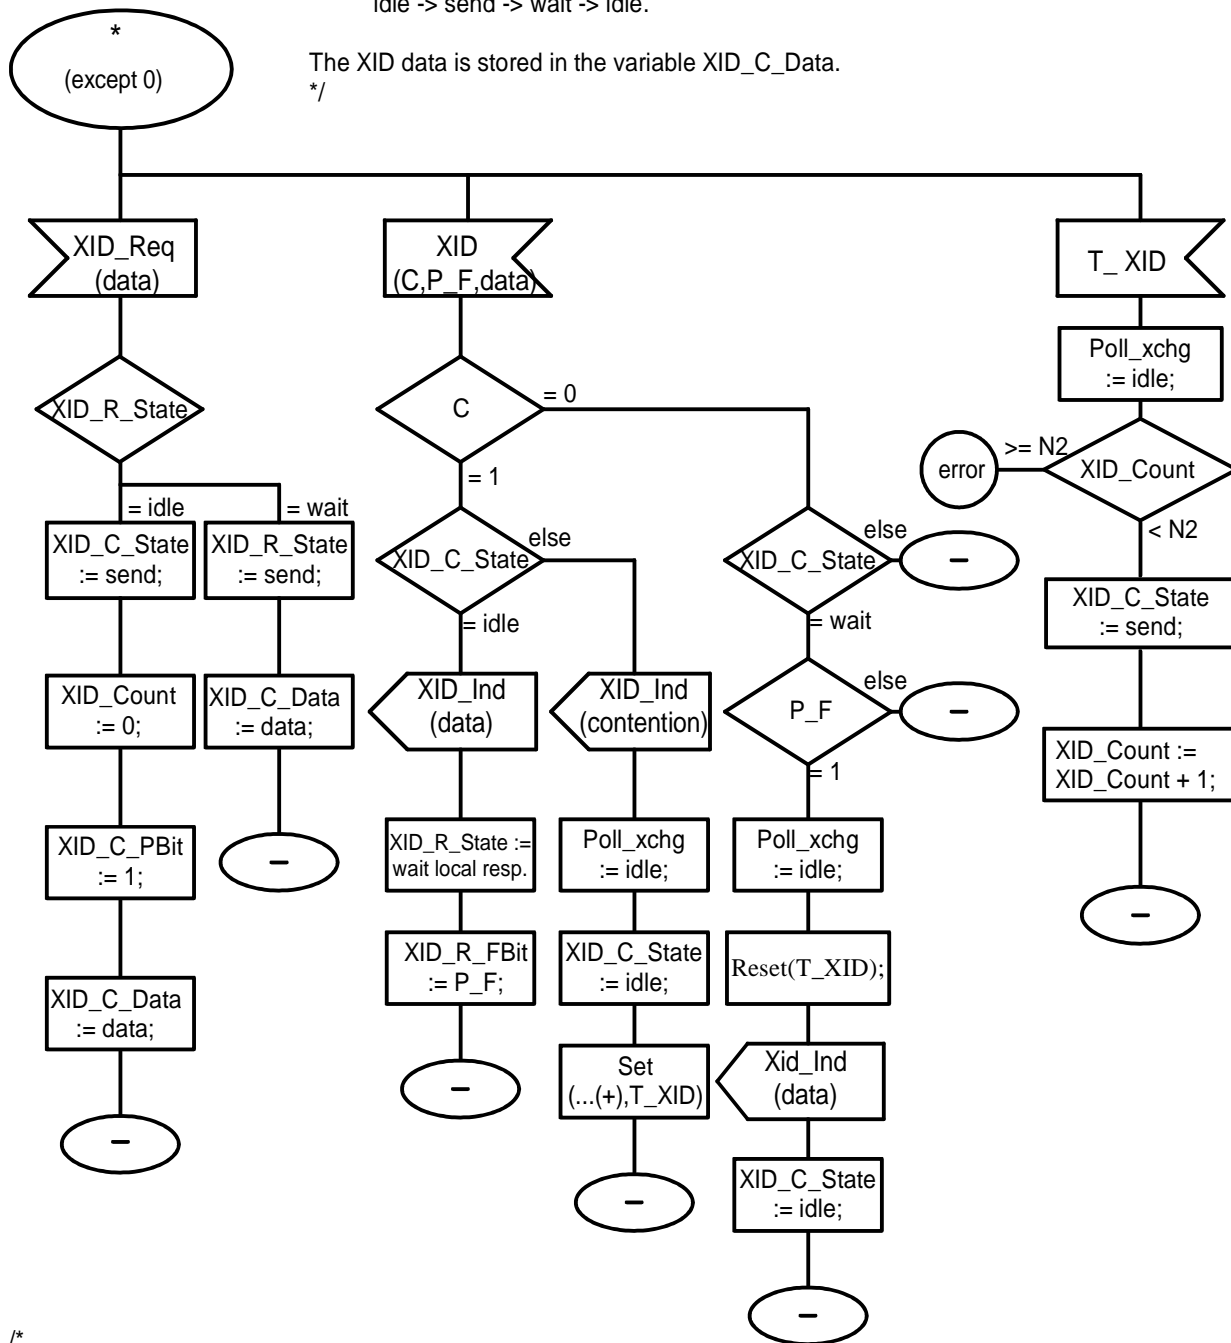 idle -> send -> wait -> idle.
The XID data is stored in the variable XID_C_Data.
*/
*
(except 0)
XID_Req
(data)
XID_R_State
= idle
= wait
XID_C_State
:= send;
XID_R_State
:= send;
XID_Count
:= 0;
XID_C_Data
:= data;
XID_C_PBit
:= 1;
–
XID_C_Data
:= data;
–
XID
(C,P_F,data)
C
= 0
= 1
XID_C_State
else
= idle
XID_Ind
(data)
XID_R_State :=
wait local resp.
XID_R_FBit
:= P_F;
–
XID_Ind
(contention)
Poll_xchg
:= idle;
XID_C_State
:= idle;
Set
(...(+),T_XID)
–
XID_C_State
else
–
= wait
P_F
else
–
= 1
Poll_xchg
:= idle;
Reset(T_XID);
Xid_Ind
(data)
XID_C_State
:= idle;
–
T_ XID
Poll_xchg
:= idle;
XID_Count
>= N2
error
< N2
XID_C_State
:= send;
XID_Count :=
XID_Count + 1;
–
/*